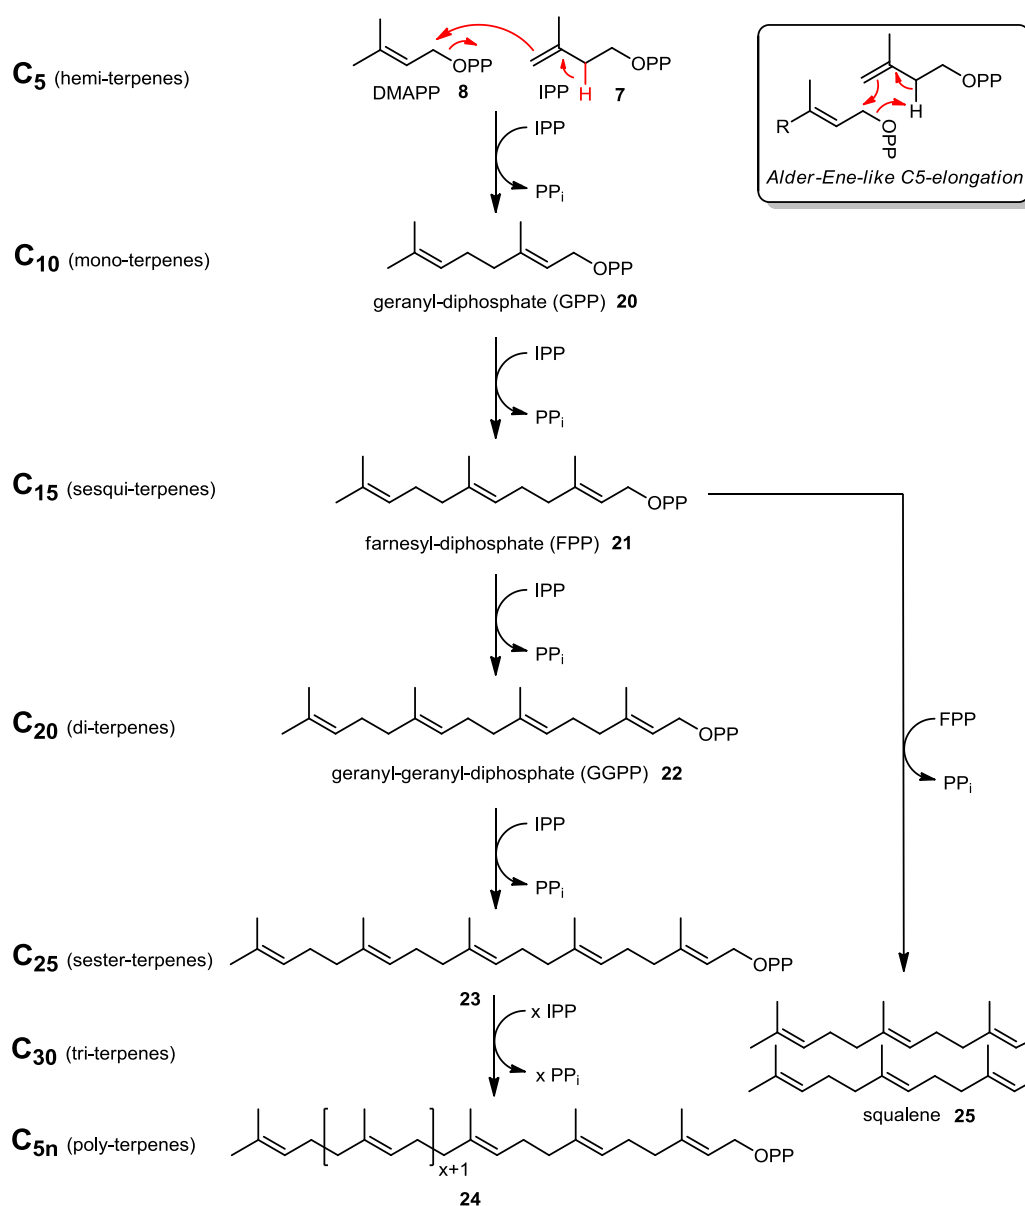 C5 (hemi-terpenes)
OPP
DMAPP 8
OPP
IPP 7
H
OPP
H
R
OPP
Alder-Ene-like C5-elongation
IPP
PPi
C10 (mono-terpenes)
OPP
geranyl-diphosphate (GPP) 20
IPP
PPi
C15 (sesqui-terpenes)
OPP
farnesyl-diphosphate (FPP) 21
IPP
PPi
C20 (di-terpenes)
OPP
geranyl-geranyl-diphosphate (GGPP) 22
FPP
PPi
IPP
PPi
C25 (sester-terpenes)
OPP
23
x IPP
C30 (tri-terpenes)
x PPi
squalene 25
C5n (poly-terpenes)
x+1
OPP
24